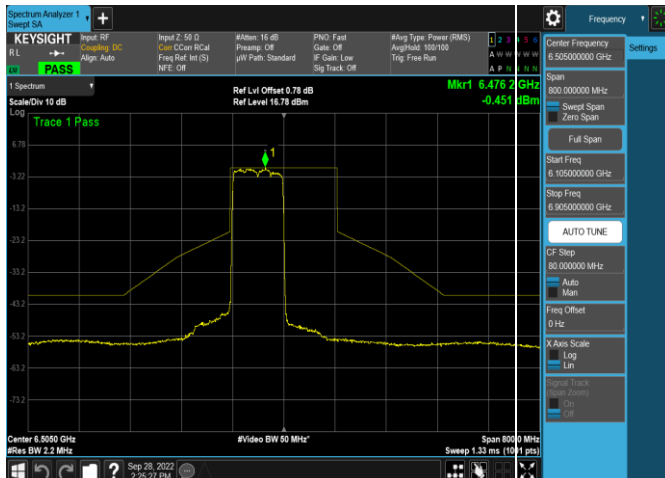 Spectrum Analyzer 1
Swept SA
+
Frequency
KEYSIGHT
Input: RF
Input Z: 50 Ω
#Atten: 16 dB
PNO: Fast
#Avg Type: Power (RMS)
1 2 3 4 5 6
RL
Coupling: DC
Corr CCorr RCal
Preamp: Off
Gate: Off
Avg|Hold: 100/100
A W W W W W
Align: Auto
Freq Ref: Int (S)
µW Path: Standard
IF Gain: Low
Trig: Free Run
PASS
NFE: Off
Sig Track: Off
A P N N N N
1 Spectrum
Ref Lvl Offset 0.78 dB
Mkr1 6.476 2 GHz
Scale/Div 10 dB
Ref Level 16.78 dBm
-0.451 dBm
Log
Trace 1 Pass
6.78
1
-3.22
-13.2
-23.2
-33.2
-43.2
-53.2
-63.2
-73.2
Center 6.5050 GHz
#Video BW 50 MHz*
Span 800.0 MHz
#Res BW 2.2 MHz
Sweep 1.33 ms (1001 pts)
?
Sep 28, 2022
2:25:27 PM
Settings
Center Frequency
6.505000000 GHz
Span
800.000000 MHz
Swept Span
Zero Span
Full Span
Start Freq
6.105000000 GHz
Stop Freq
6.905000000 GHz
AUTO TUNE
CF Step
80.000000 MHz
Auto
Man
Freq Offset
0 Hz
X Axis Scale
Log
Lin
Signal Track
(Span Zoom)
On
Off